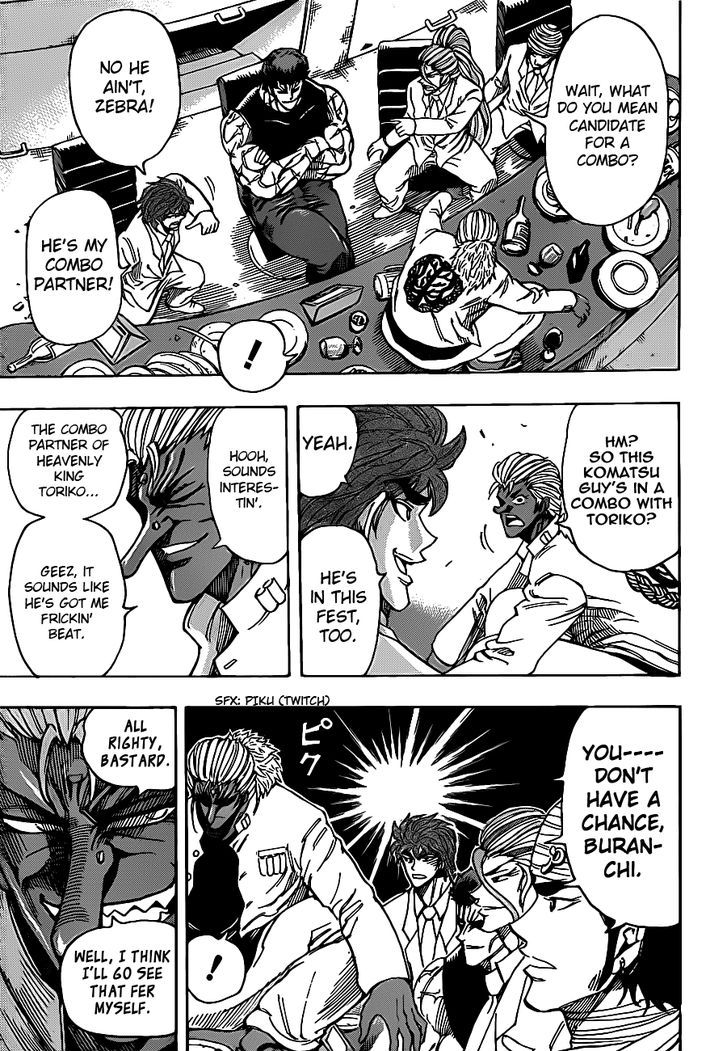 WAIT, WHAT
DO YOU MEAN
CANDIDATE
FOR A
COMBO?
NO HE
AIN'T,
ZEBRA!
HE'S MY
COMBO
PARTNER!
!
HM?
SO THIS
KOMATSU
GUY'S IN A
COMBO WITH
TORIKO?
YEAH.
HE'S
IN THIS
FEST,
TOO.
HOOH,
SOUNDS
INTERES-
TIN'.
THE COMBO
PARTNER OF
HEAVENLY
KING
TORIKO...
GEEZ, IT
SOUNDS LIKE
HE'S GOT ME
FRICKIN'
BEAT.
SFX: PIKU (TWITCH)
ピク
YOU----
DON'T
HAVE A
CHANCE,
BURAN-
CHI.
!
ALL
RIGHTY,
BASTARD.
WELL, I THINK
I'LL GO SEE
THAT FER
MYSELF.